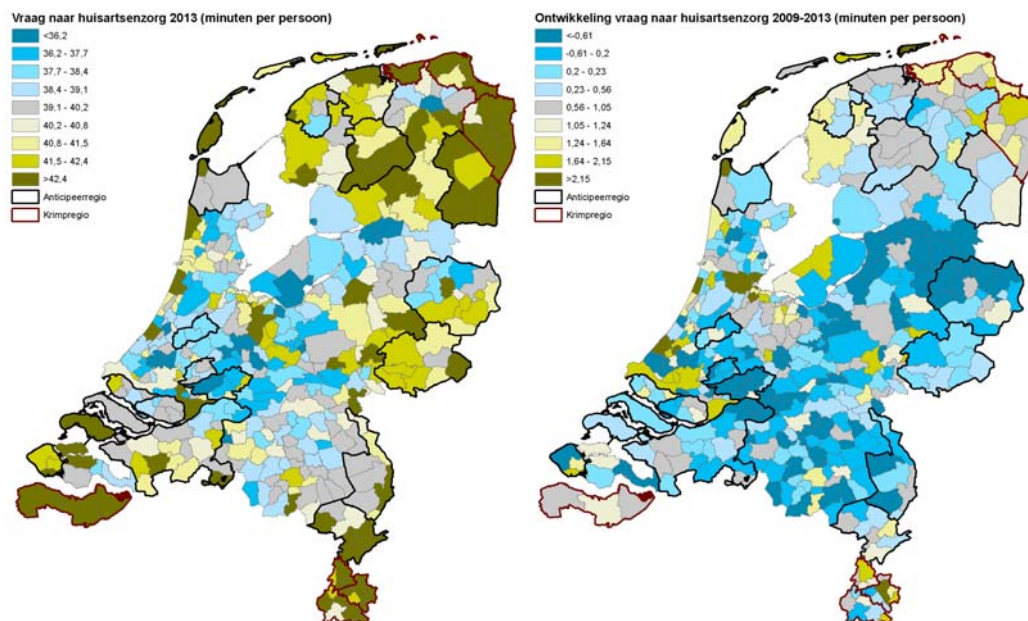 Vraag naar huisartsenzorg 2013 (minuten per persoon)
<36,2
36,2 - 37,7
37,7 - 38,4
38,4 - 39,1
39,1 - 40,2
40,2 - 40,8
40,8 - 41,5
41,5 - 42,4
>42,4
Anticipeerregio
Krimpregio
Ontwikkeling vraag naar huisartsenzorg 2009-2013 (minuten per persoon)
<-0,61
-0,61 - 0,2
0,2 - 0,23
0,23 - 0,56
0,56 - 1,05
1,05 - 1,24
1,24 - 1,64
1,64 - 2,15
>2,15
Anticipeerregio
Krimpregio